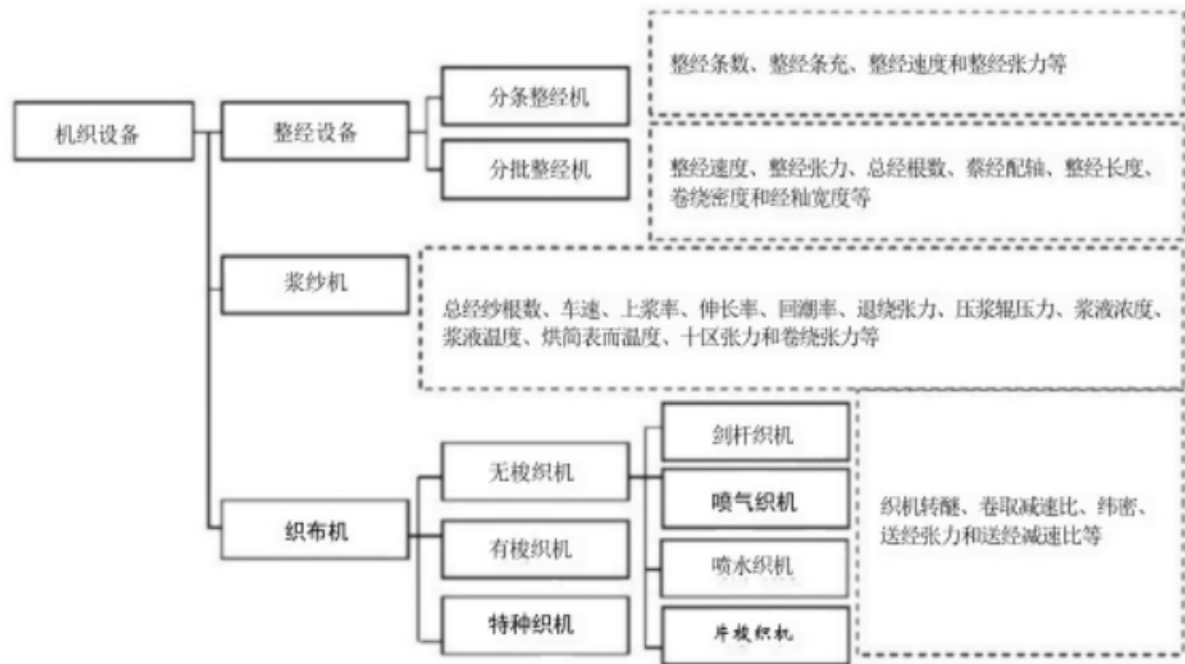 整经条数、整经条充、整经速度和整经张力等
分条整经机
机织设备
整经设备
分批整经机
整经速度、整经张力、总经根数、蔡经配轴、整经长度、
卷绕密度和经籼宽度等
浆纱机
总经纱根数、车速、上浆率、伸长率、回潮率、退绕张力、压浆辊压力、浆液浓度、
浆液温度、烘筒表而温度、十区张力和卷绕张力等
剑杆织机
无梭织机
喷气织机
织机转醚、卷取减速比、纬密、
送经张力和送经减速比等
织布机
有梭织机
喷水织机
特种织机
片梭织机